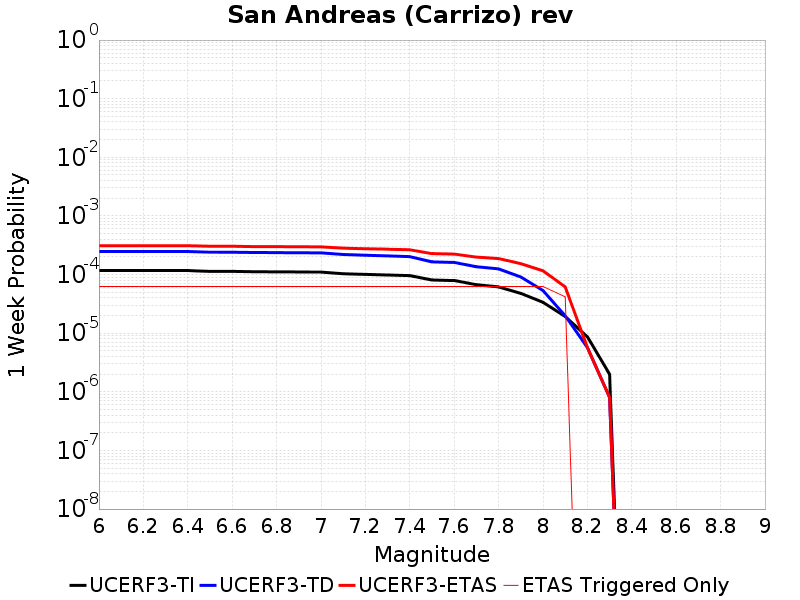 San Andreas (Carrizo) rev
1 Week Probability
10^0
10^-1
10^-2
10^-3
10^-4
10^-5
10^-6
10^-7
10^-8
6 6.2 6.4 6.6 6.8 7 7.2 7.4 7.6 7.8 8 8.2 8.4 8.6 8.8 9
Magnitude
UCERF3-TI UCERF3-TD UCERF3-ETAS ETAS Triggered Only